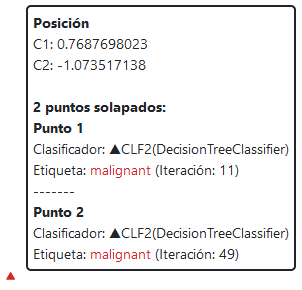 Posición
C1: 0.7687698023
C2: -1.073517138
2 puntos solapados:
Punto 1
Clasificador: ▲CLF2(DecisionTreeClassifier)
Etiqueta: malignant (Iteración: 11)
-------
Punto 2
Clasificador: ▲CLF2(DecisionTreeClassifier)
Etiqueta: malignant (Iteración: 49)